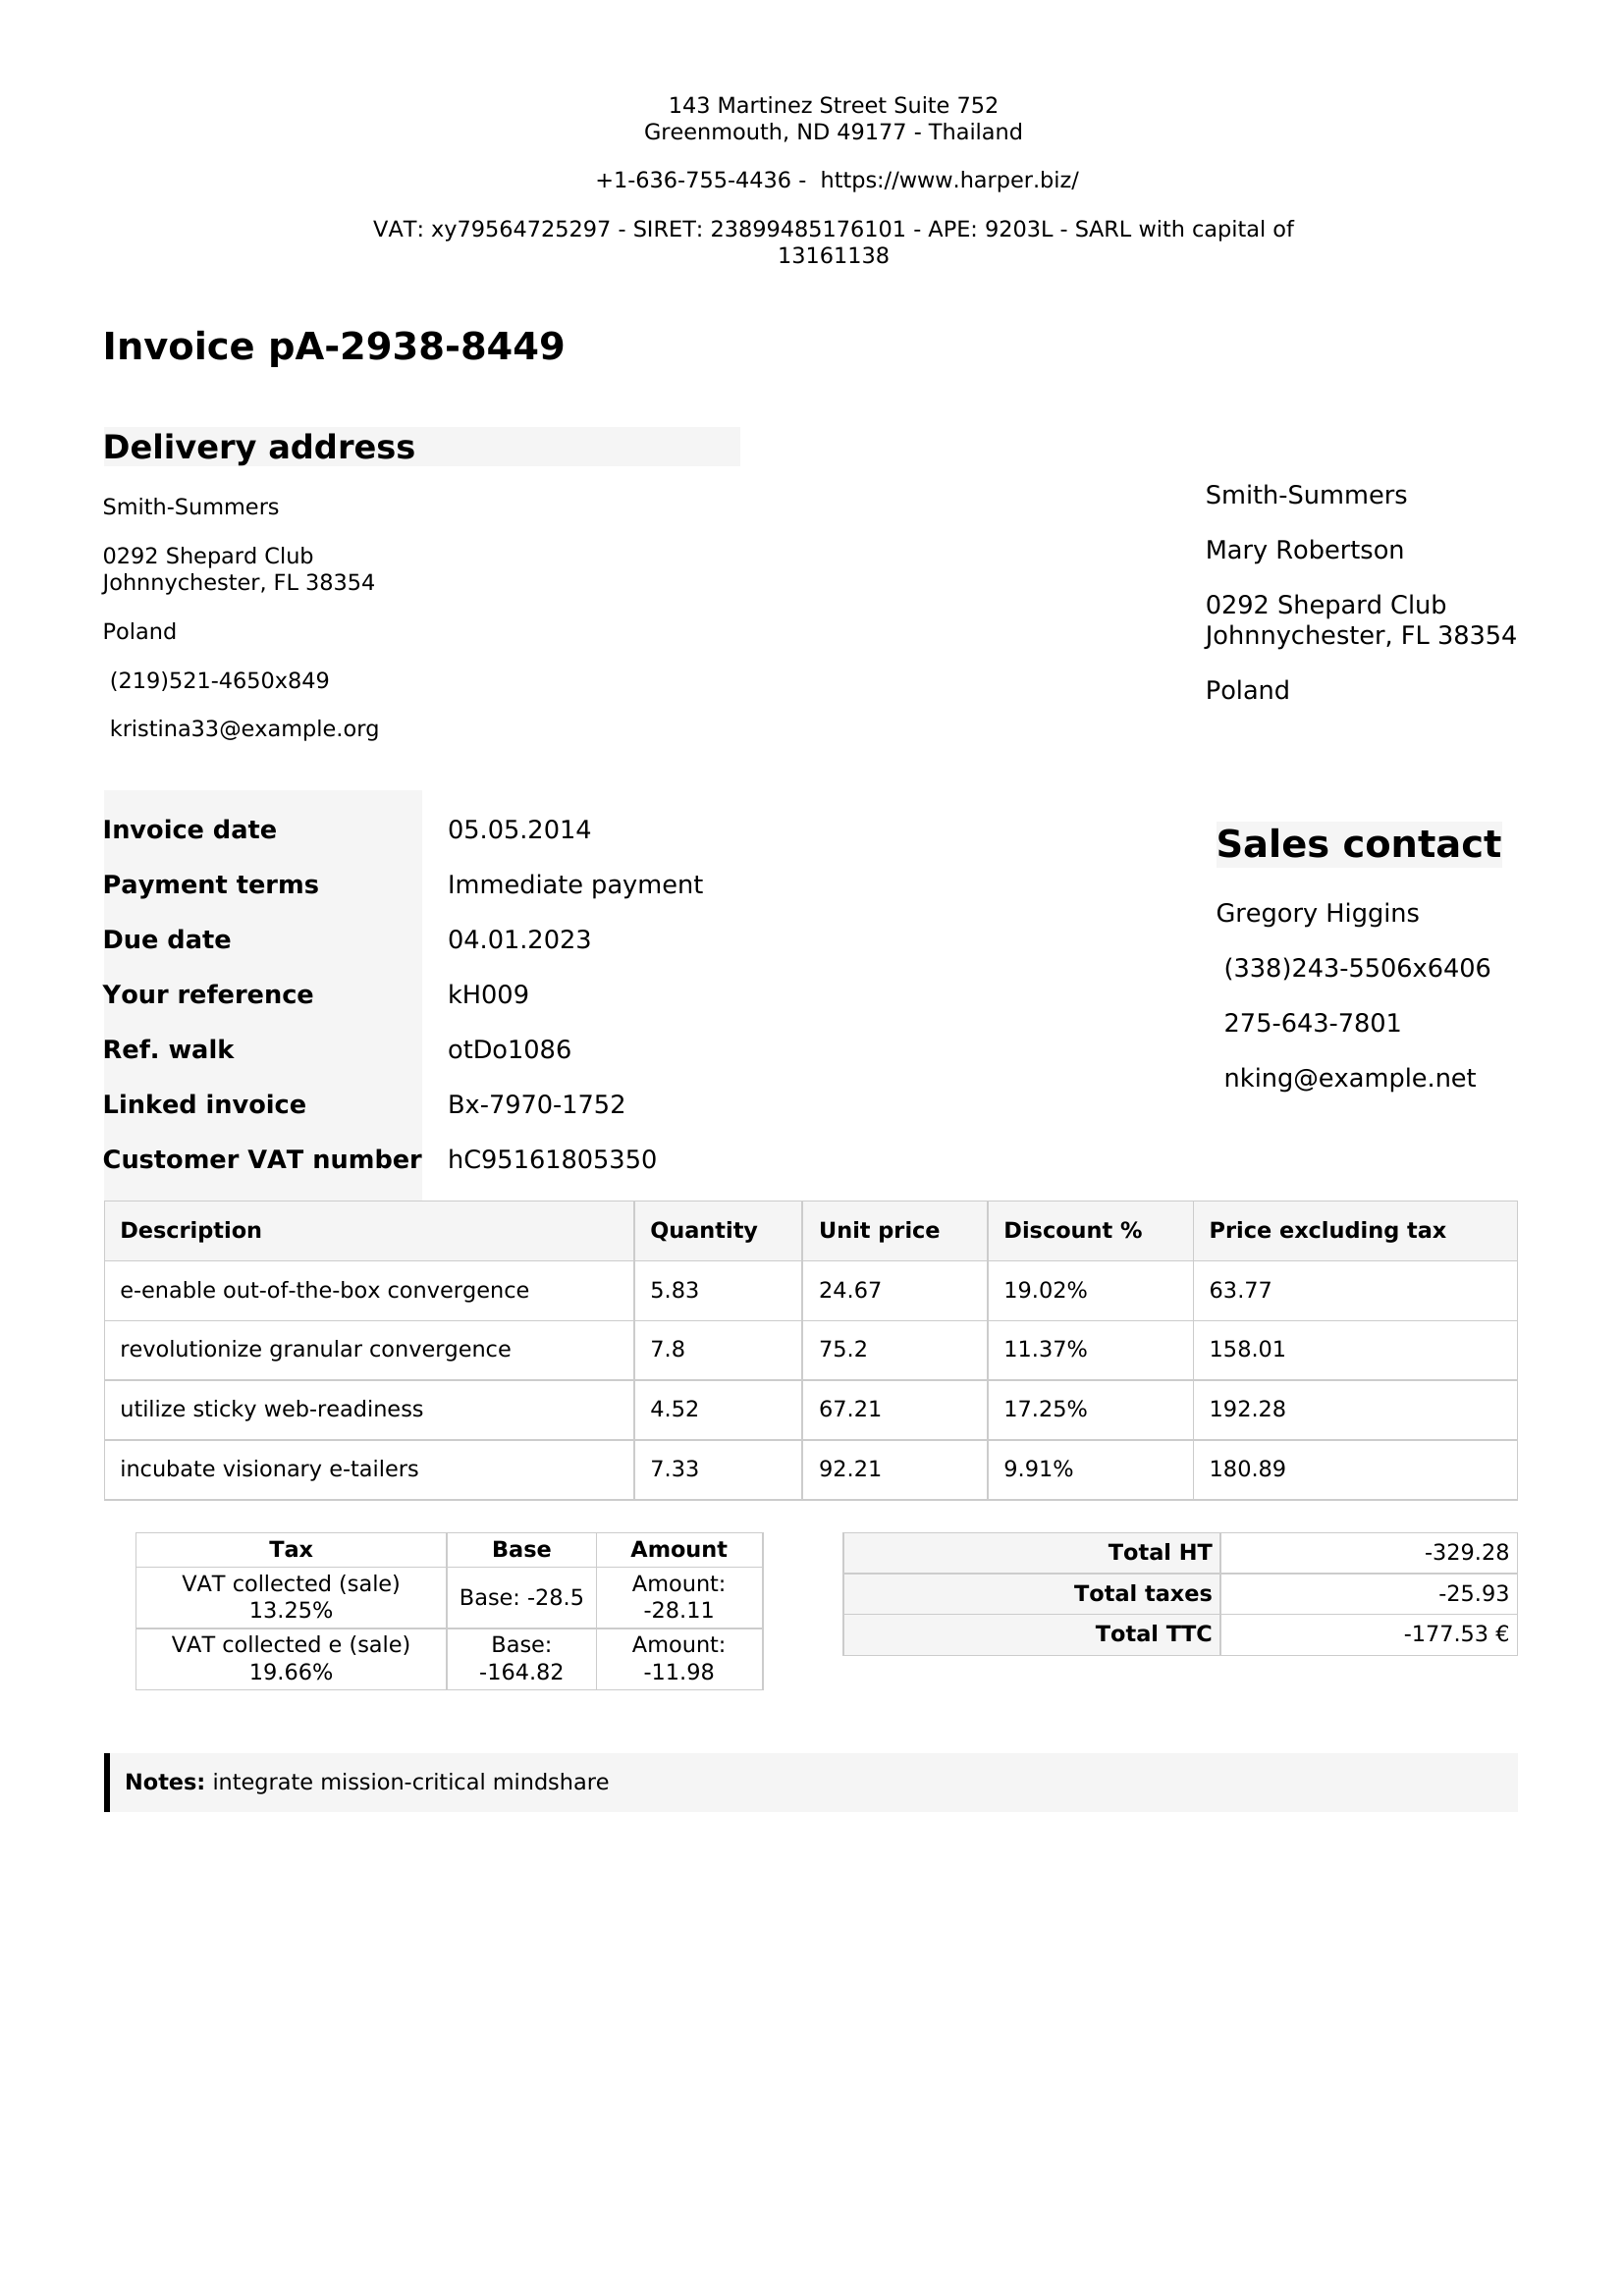 143 Martinez Street Suite 752
Greenmouth, ND 49177 - Thailand
+1-636-755-4436 - https://www.harper.biz/
VAT: xy79564725297 - SIRET: 23899485176101 - APE: 9203L - SARL with capital of
13161138
Invoice pA-2938-8449
Delivery address
Smith-Summers
0292 Shepard Club
Johnnychester, FL 38354
Poland
(219)521-4650x849
kristina33@example.org
Smith-Summers
Mary Robertson
0292 Shepard Club
Johnnychester, FL 38354
Poland
Invoice date 05.05.2014
Payment terms Immediate payment
Due date 04.01.2023
Your reference kH009
Ref. walk otDo1086
Linked invoice Bx-7970-1752
Customer VAT number hC95161805350
Sales contact
Gregory Higgins
(338)243-5506x6406
275-643-7801
nking@example.net
Description Quantity Unit price Discount % Price excluding tax
e-enable out-of-the-box convergence 5.83 24.67 19.02% 63.77
revolutionize granular convergence 7.8 75.2 11.37% 158.01
utilize sticky web-readiness 4.52 67.21 17.25% 192.28
incubate visionary e-tailers 7.33 92.21 9.91% 180.89
Tax Base Amount
VAT collected (sale) 13.25% Base: -28.5 Amount: -28.11
VAT collected e (sale) 19.66% Base: -164.82 Amount: -11.98
Total HT -329.28
Total taxes -25.93
Total TTC -177.53 €
Notes: integrate mission-critical mindshare